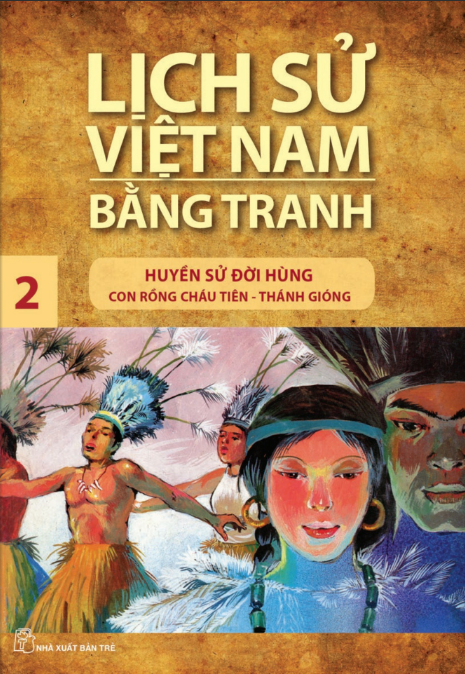 LỊCH SỬ
VIỆT NAM
BẰNG TRANH
2
HUYỀN SỬ ĐỜI HÙNG
CON RỒNG CHÁU TIÊN - THÁNH GIÓNG
NHÀ XUẤT BẢN TRẺ